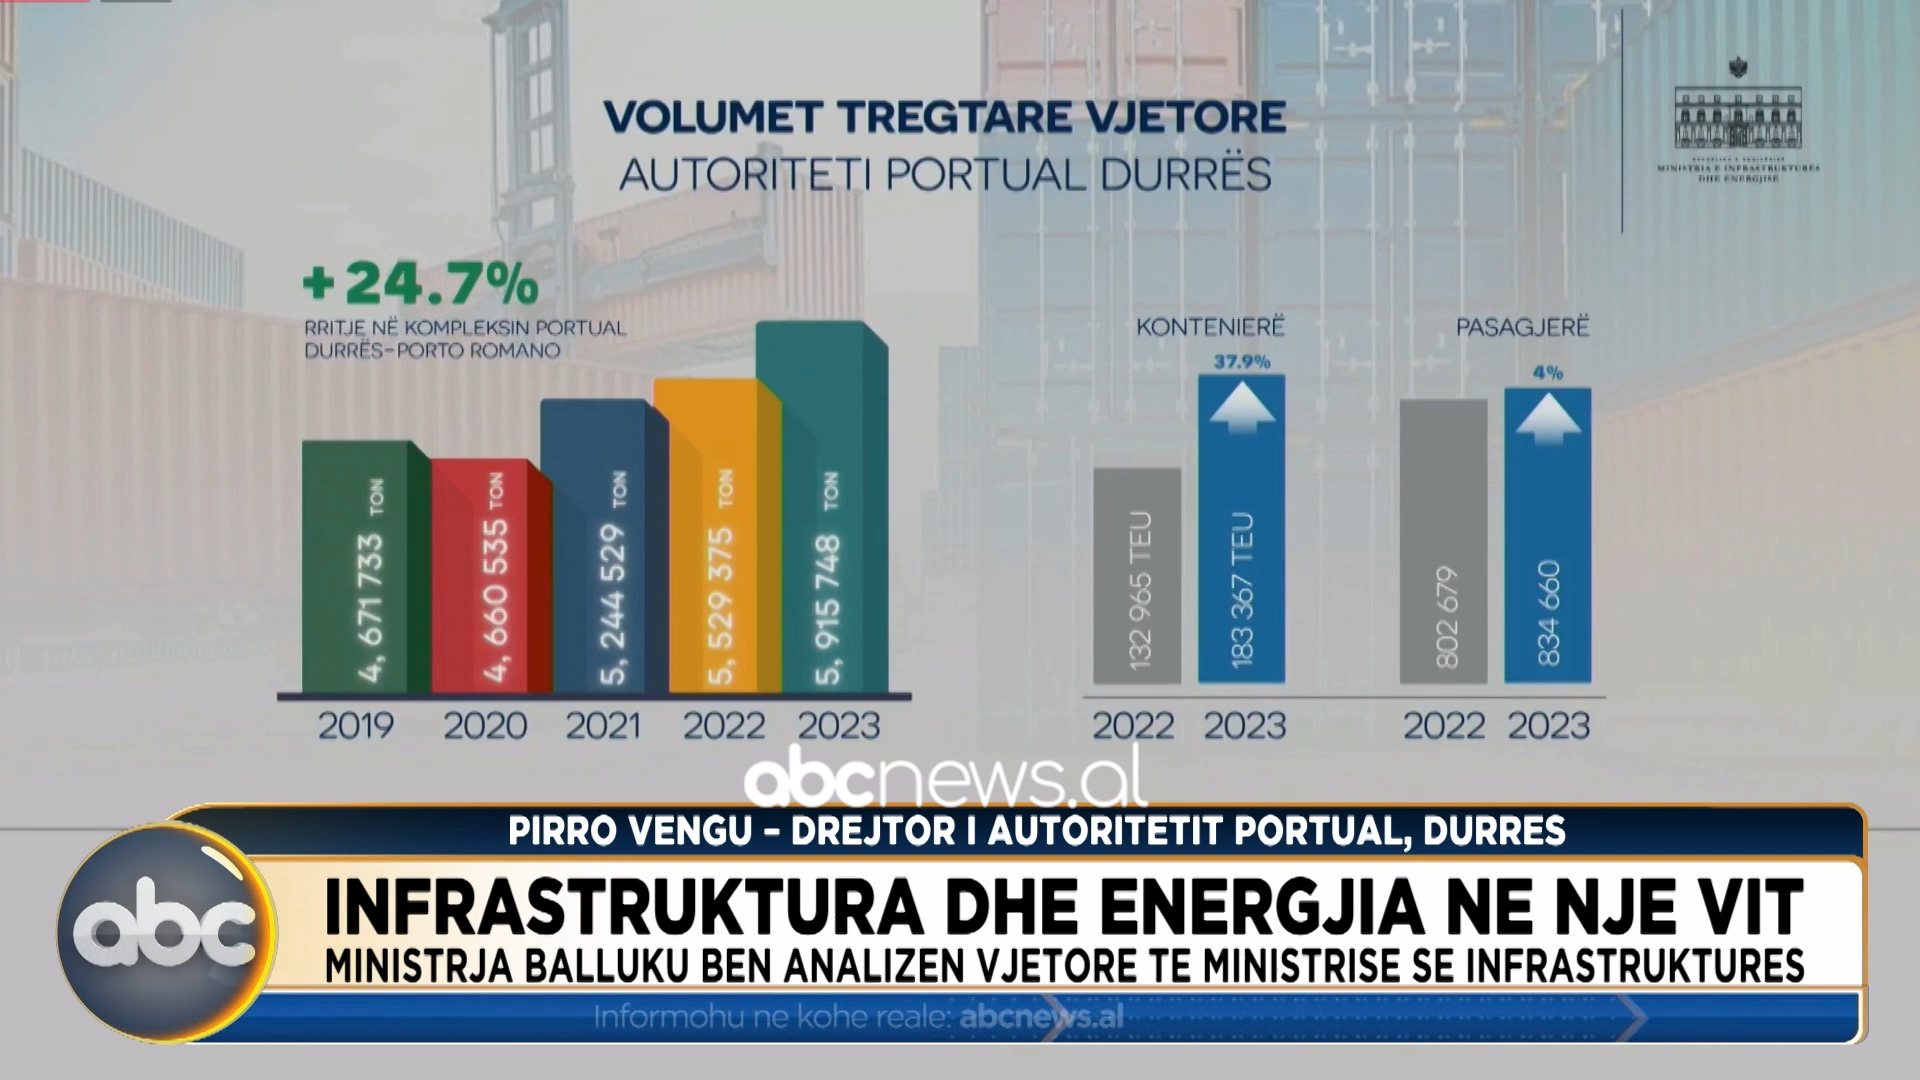 VOLUMET TREGTARE VJETORE
AUTORITETI PORTUAL DURRËS
MINISTRIA E INFRASTRUKTURËS
DHE ENERGJISË
+24.7%
RRITJE NË KOMPLEKSIN PORTUAL
DURRËS-PORTO ROMANO
4, 671 733 TON
4, 660 535 TON
5, 244 529 TON
5, 529 375 TON
5, 915 748 TON
2019 2020 2021 2022 2023
KONTENIERË
37.9%
132 965 TEU
183 367 TEU
2022 2023
PASAGJERË
4%
802 679
834 660
2022 2023
abcnews.al
PIRRO VENGU - DREJTOR I AUTORITETIT PORTUAL, DURRES
abc
INFRASTRUKTURA DHE ENERGJIA NE NJE VIT
MINISTRJA BALLUKU BEN ANALIZEN VJETORE TE MINISTRISE SE INFRASTRUKTURES
Informohu ne kohe reale: abcnews.al